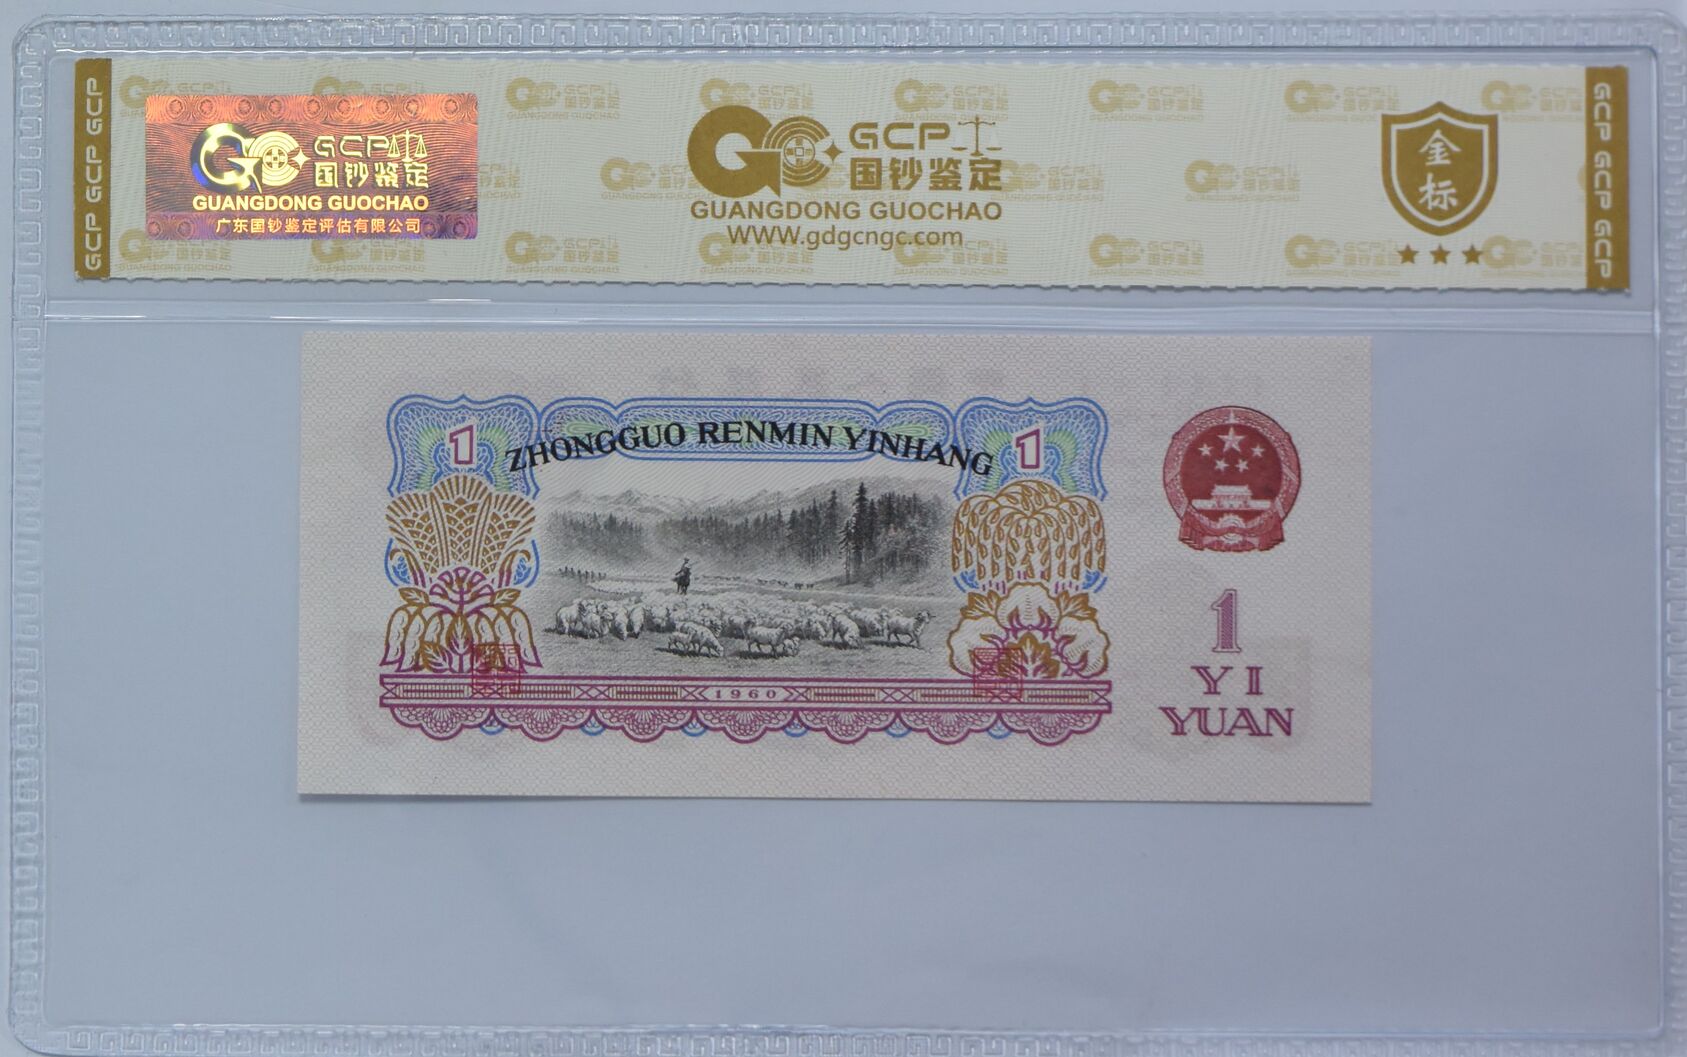 GCP GCP GCP
GCP
国钞鉴定
GUANGDONG GUOCHAO
广东国钞鉴定评估有限公司
GCP
国钞鉴定
GUANGDONG GUOCHAO
WWW.gdgcngc.com
金
标
GCP GCP GCP
1
ZHONGGUO RENMIN YINHANG
1
1960
1
YI
YUAN